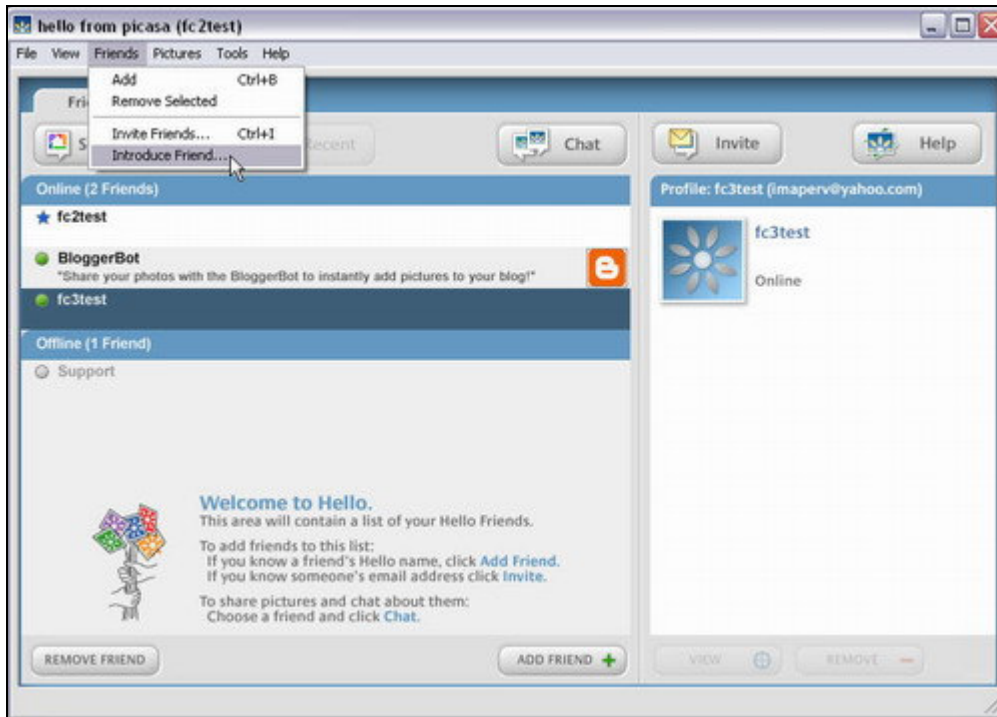 hello from picasa (fc2test)
File View Friends Pictures Tools Help
Add Ctrl+B
Remove Selected
Invite Friends... Ctrl+I
Introduce Friend...
Chat
Invite
Help
Online (2 Friends)
fc2test
BloggerBot
"Share your photos with the BloggerBot to instantly add pictures to your blog!"
fc3test
Offline (1 Friend)
Support
Welcome to Hello.
This area will contain a list of your Hello Friends.
To add friends to this list:
If you know a friend's Hello name, click Add Friend.
If you know someone's email address click Invite.
To share pictures and chat about them:
Choose a friend and click Chat.
REMOVE FRIEND
ADD FRIEND
Profile: fc3test (imaperv@yahoo.com)
fc3test
Online
VIEW
REMOVE